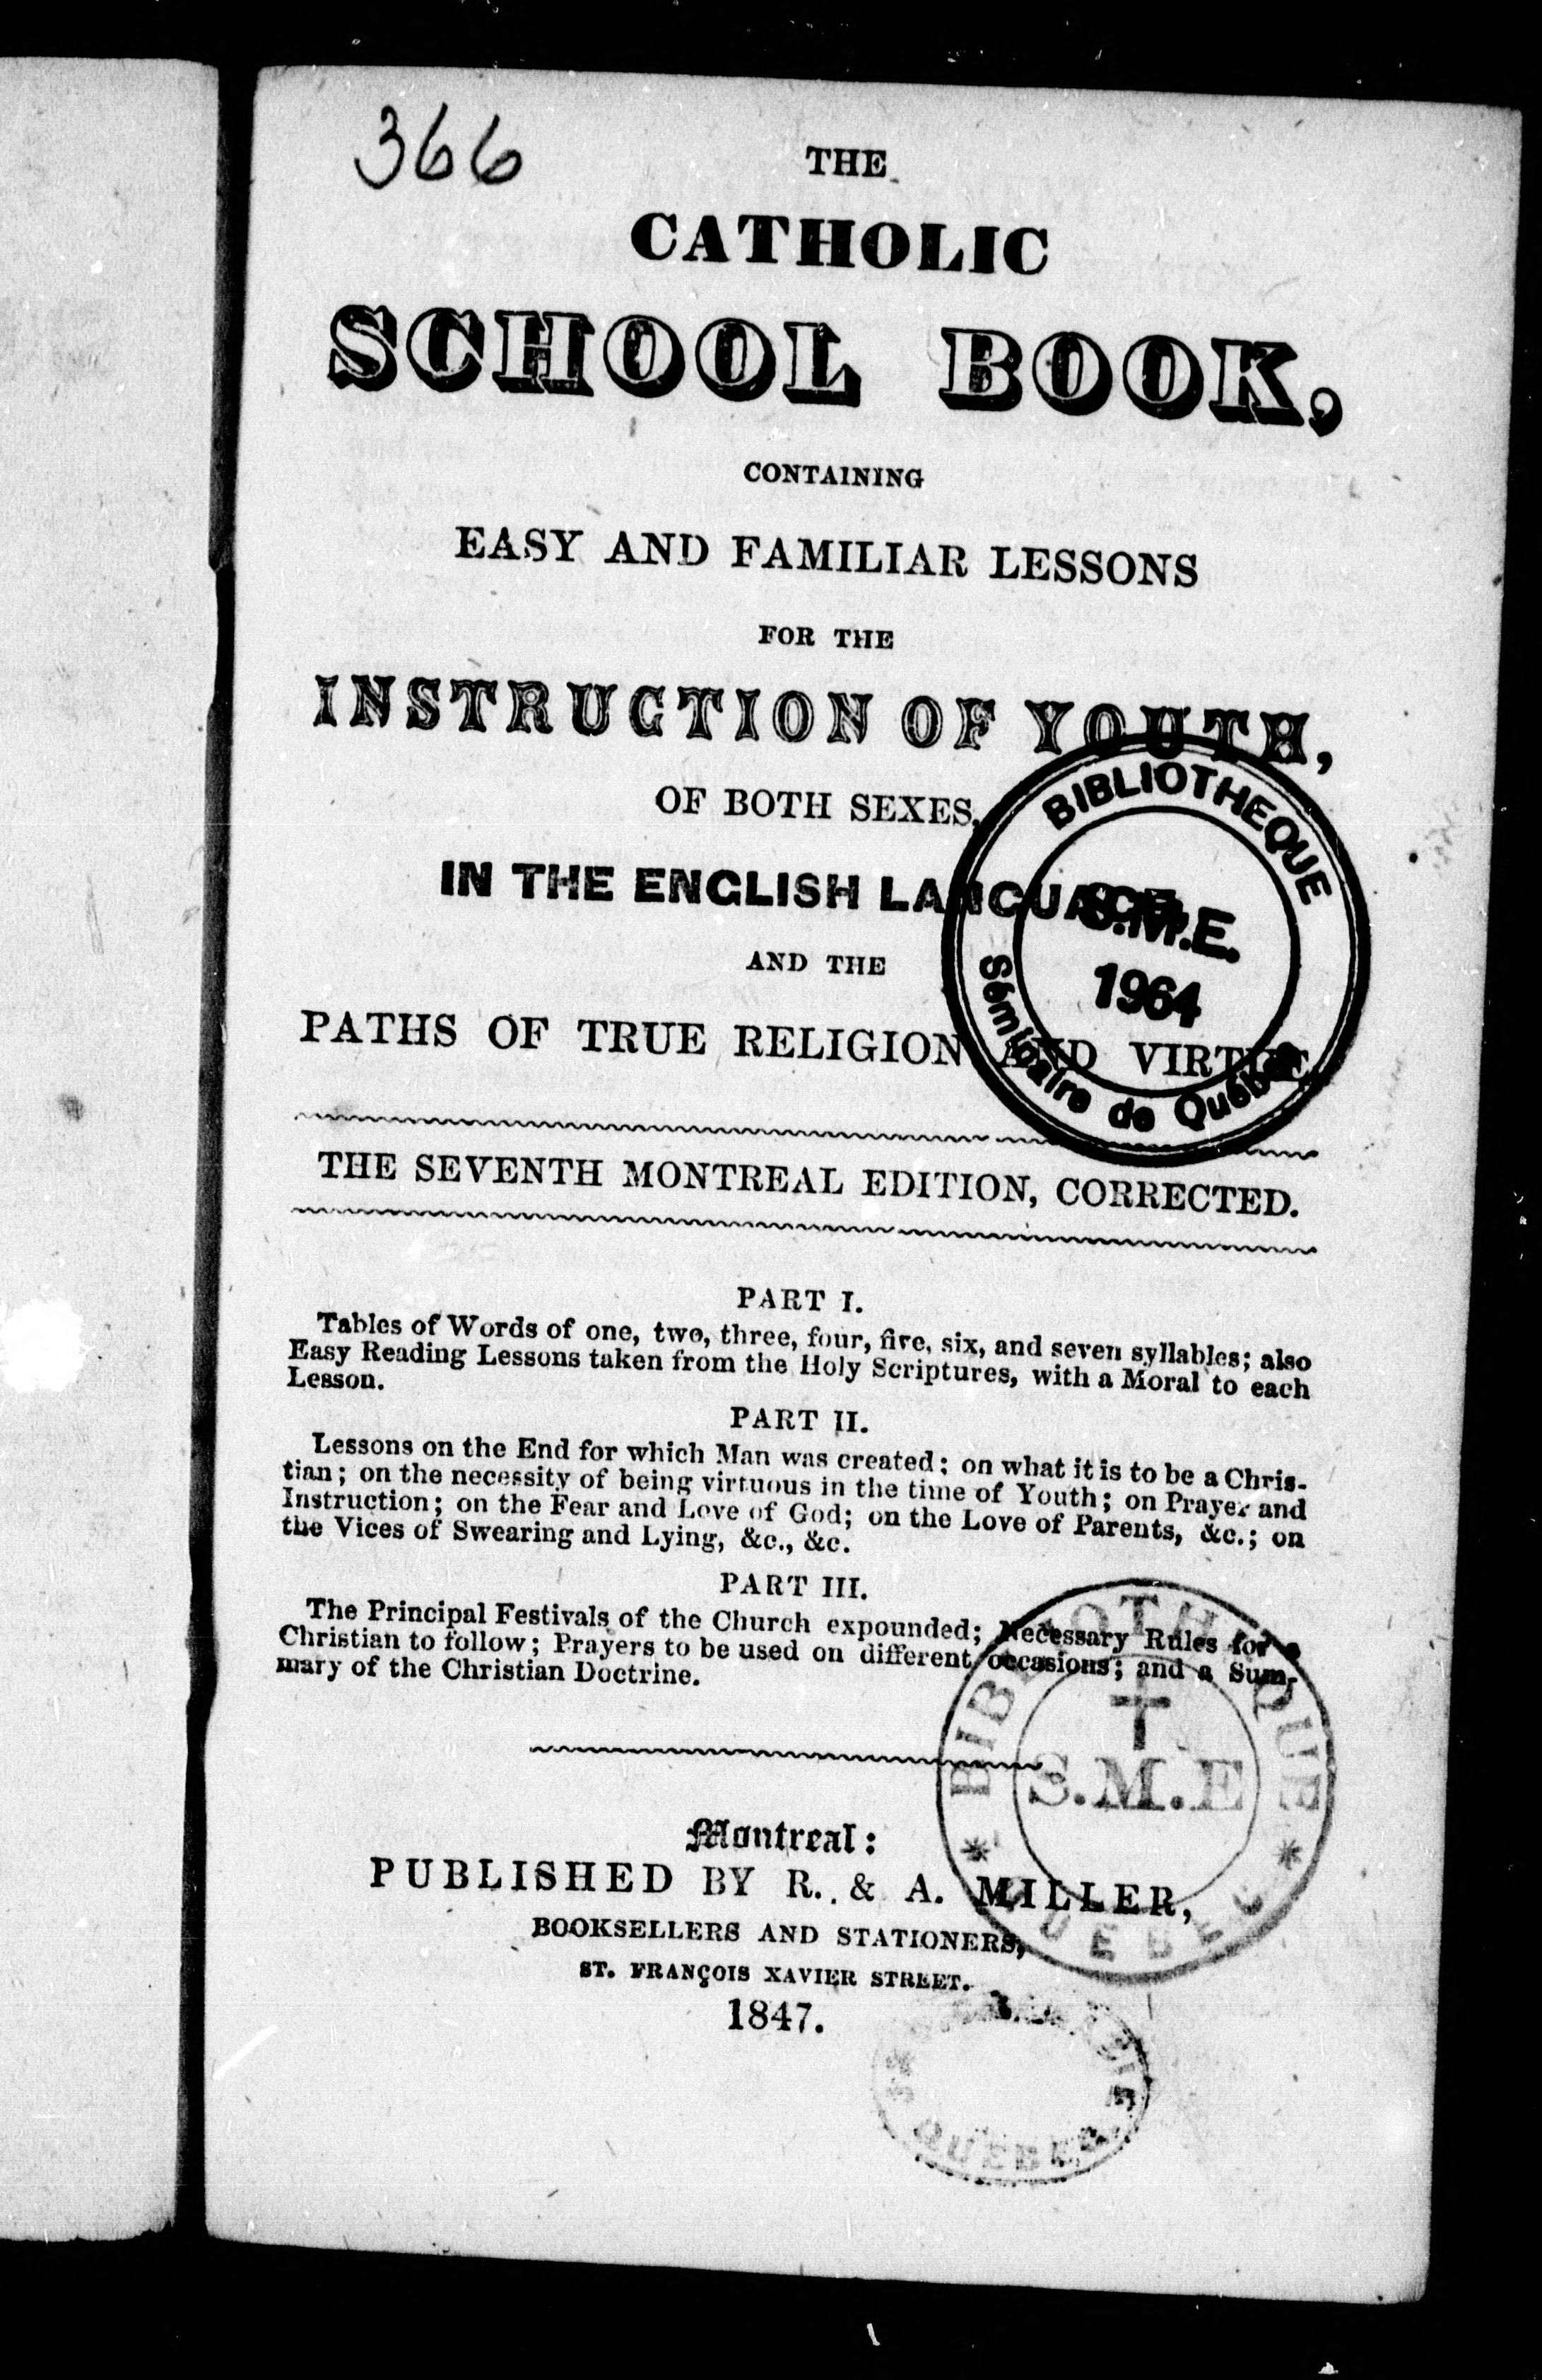 366
THE
CATHOLIC
SCHOOL BOOK,
CONTAINING
EASY AND FAMILIAR LESSONS
FOR THE
INSTRUCTION OF YOUTH,
OF BOTH SEXES,
IN THE ENGLISH LANGUAGE,
AND THE
PATHS OF TRUE RELIGION AND VIRTUE.
BIBLIOTHEQUE
S.M.E.
1964
Séminaire de Québec
THE SEVENTH MONTREAL EDITION, CORRECTED.
PART I.
Tables of Words of one, two, three, four, five, six, and seven syllables; also
Easy Reading Lessons taken from the Holy Scriptures, with a Moral to each
Lesson.
PART II.
Lessons on the End for which Man was created; on what it is to be a Chris-
tian; on the necessity of being virtuous in the time of Youth; on Prayer and
Instruction; on the Fear and Love of God; on the Love of Parents, &c.; on
the Vices of Swearing and Lying, &c., &c.
PART III.
The Principal Festivals of the Church expounded; Necessary Rules for a
Christian to follow; Prayers to be used on different occasions; and a Sum-
mary of the Christian Doctrine.
BIBLIOTHEQUE
S.M.E
* QUEBEC *
Montreal:
PUBLISHED BY R. & A. MILLER,
BOOKSELLERS AND STATIONERS,
ST. FRANÇOIS XAVIER STREET.
1847.
QUEBEC